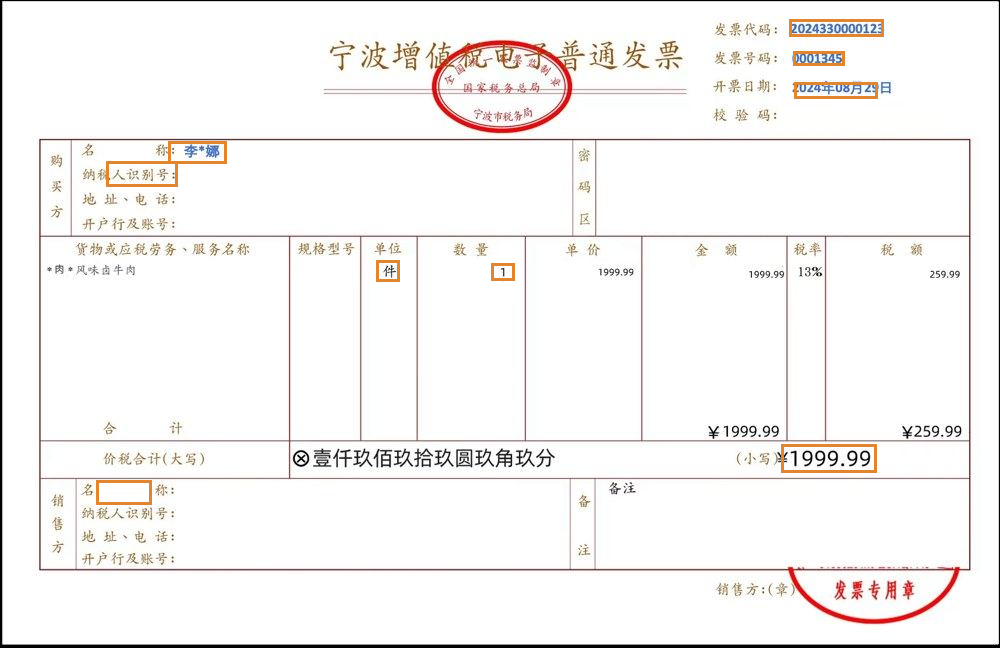 宁波增值税电子普通发票
国家税务总局
宁波市税务局
发票代码: 2024330000123
发票号码: 0001345
开票日期: 2024年08月29日
校 验 码:
购买方
名 称: 李*娜
纳税人识别号:
地 址、电 话:
开户行及账号:
密码区
货物或应税劳务、服务名称 规格型号 单位 数 量 单 价 金 额 税率 税 额
*肉*风味卤牛肉 件 1 1999.99 1999.99 13% 259.99
合 计 ¥1999.99 ¥259.99
价税合计(大写) ⊗壹仟玖佰玖拾玖圆玖角玖分 (小写)¥1999.99
销售方
名 称:
纳税人识别号:
地 址、电 话:
开户行及账号:
备注
备注
销售方:(章)
发票专用章